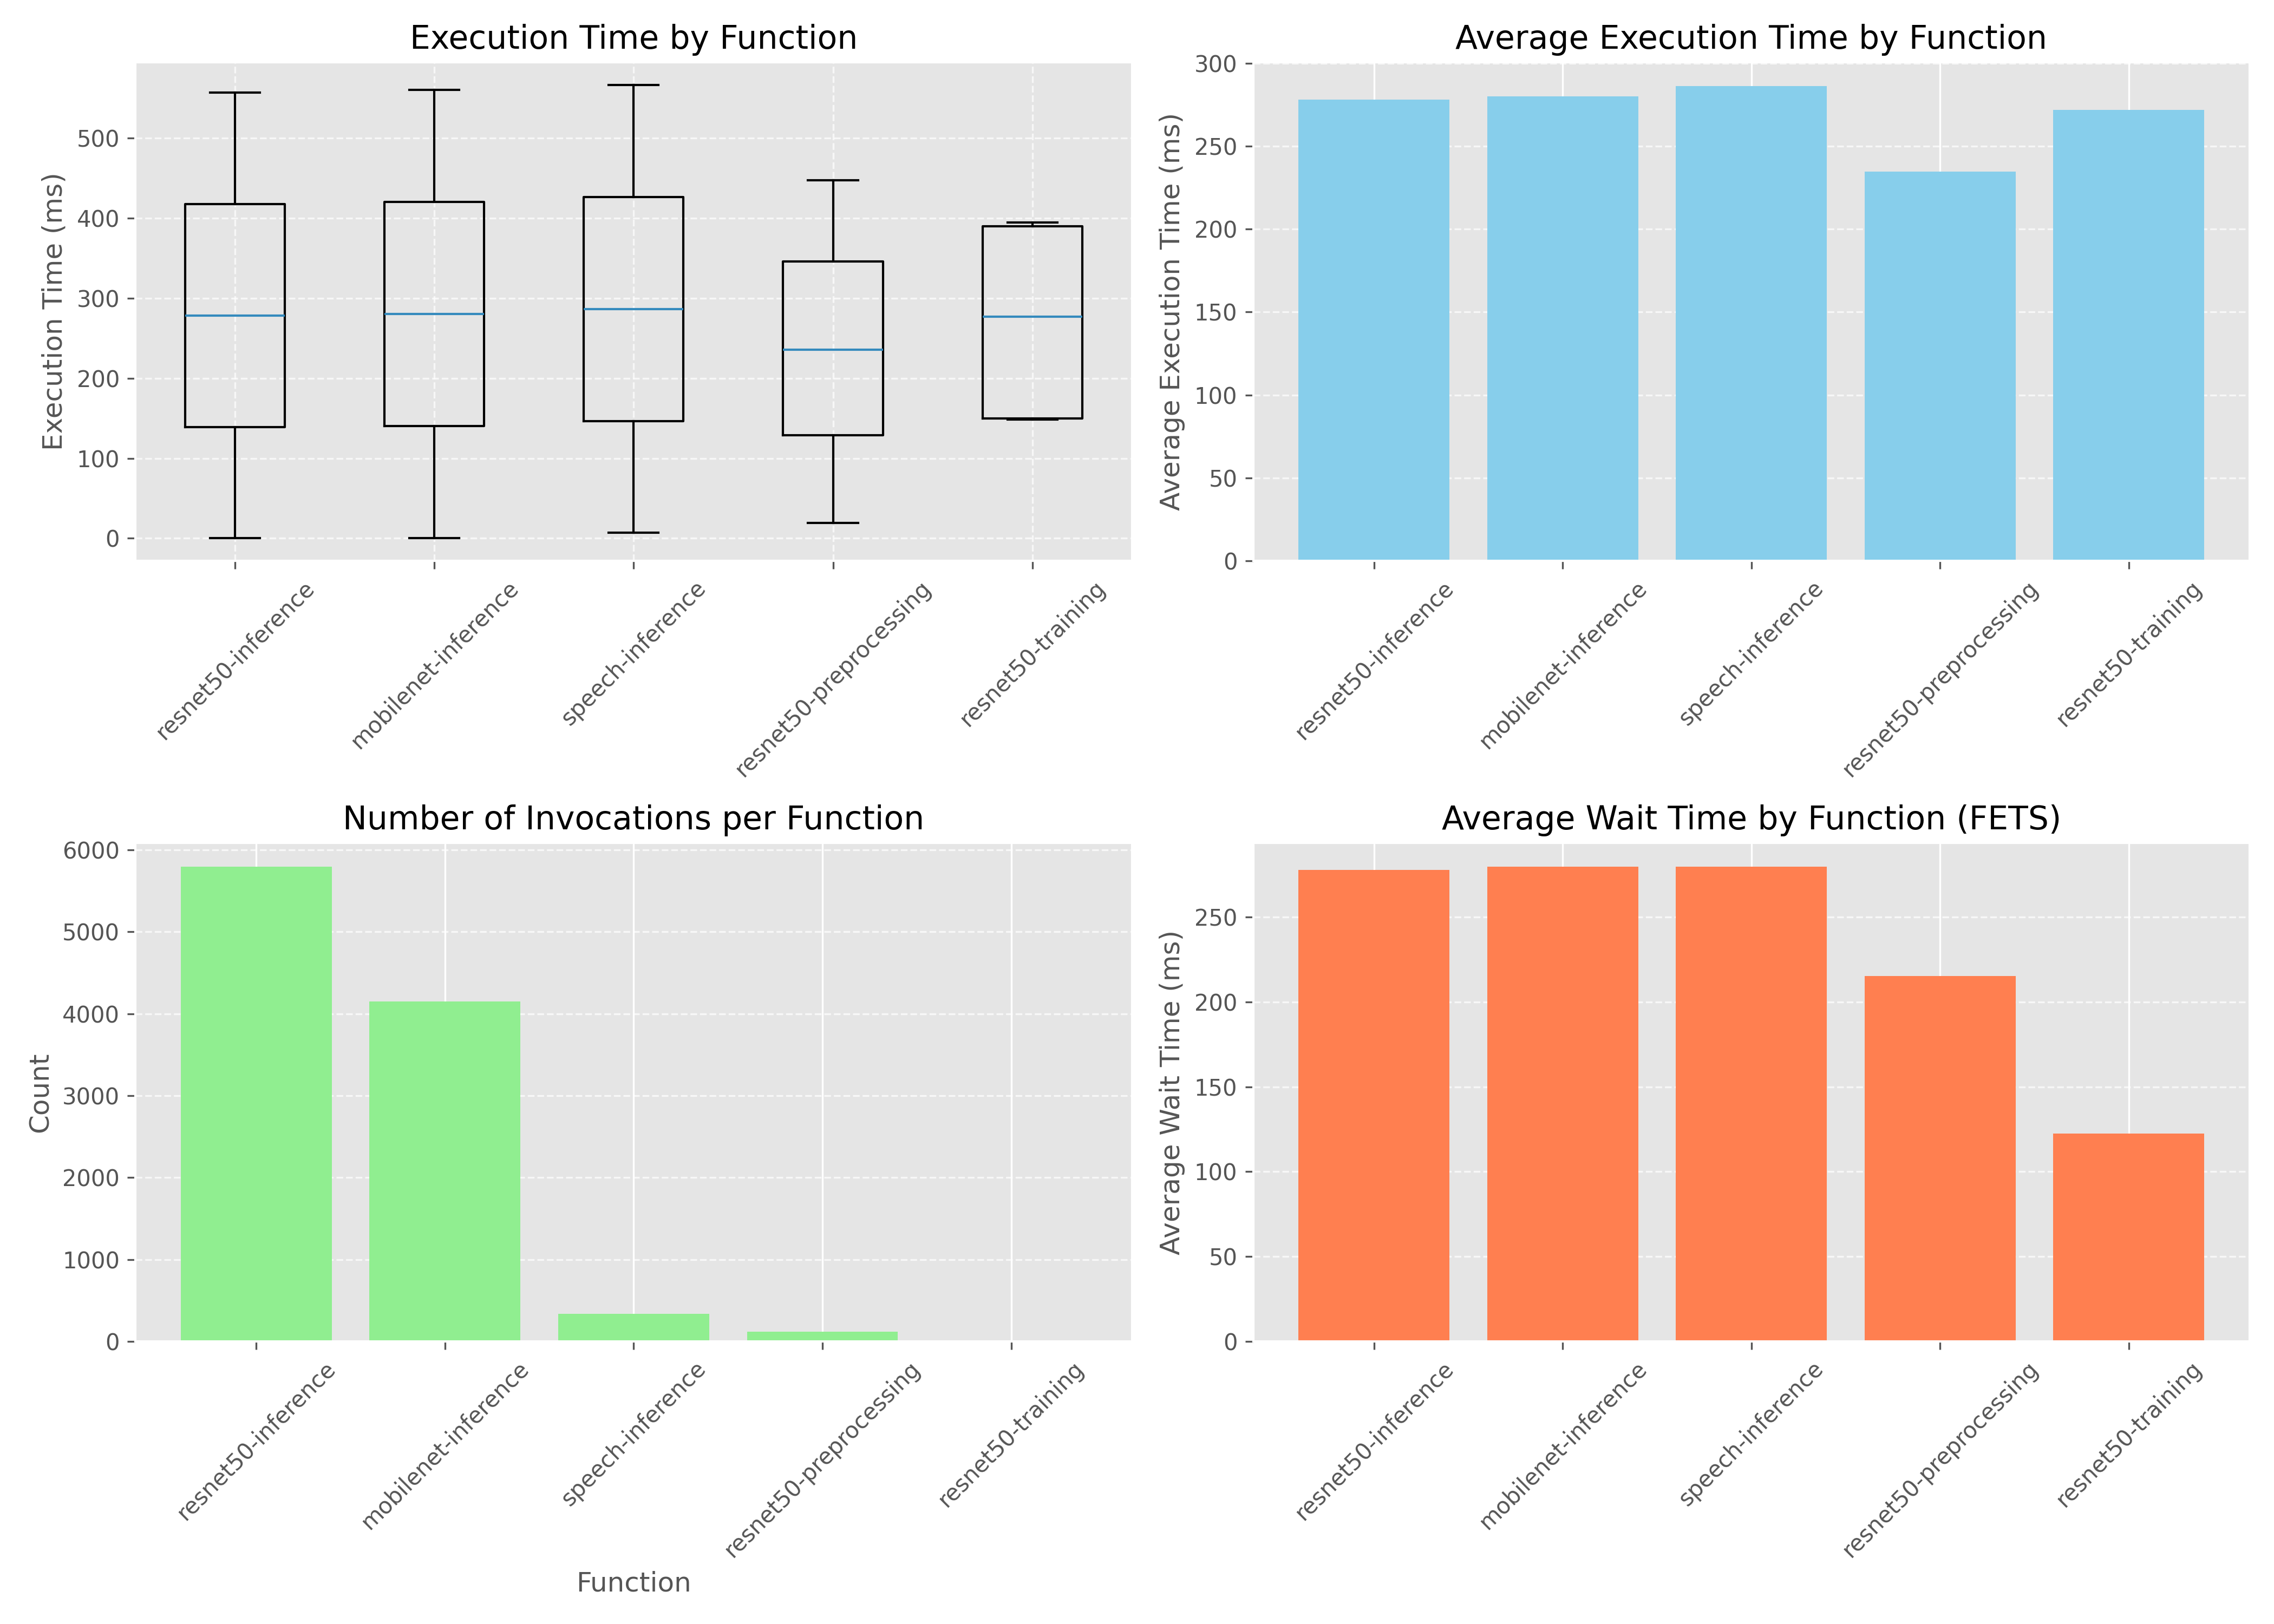 Execution Time by Function
Execution Time (ms)
500
400
300
200
100
0
resnet50-inference
mobilenet-inference
speech-inference
resnet50-preprocessing
resnet50-training
Average Execution Time by Function
Average Execution Time (ms)
300
250
200
150
100
50
0
resnet50-inference
mobilenet-inference
speech-inference
resnet50-preprocessing
resnet50-training
Number of Invocations per Function
Count
6000
5000
4000
3000
2000
1000
0
resnet50-inference
mobilenet-inference
speech-inference
resnet50-preprocessing
resnet50-training
Function
Average Wait Time by Function (FETS)
Average Wait Time (ms)
250
200
150
100
50
0
resnet50-inference
mobilenet-inference
speech-inference
resnet50-preprocessing
resnet50-training